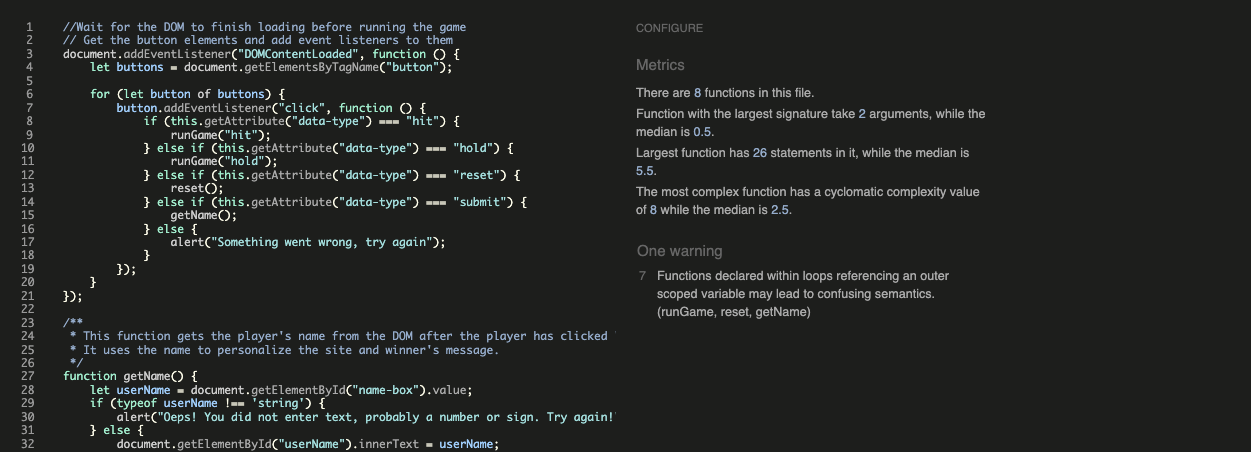 1 //Wait for the DOM to finish loading before running the game
2 // Get the button elements and add event listeners to them
3 document.addEventListener("DOMContentLoaded", function () {
4 let buttons = document.getElementsByTagName("button");
5
6 for (let button of buttons) {
7 button.addEventListener("click", function () {
8 if (this.getAttribute("data-type") === "hit") {
9 runGame("hit");
10 } else if (this.getAttribute("data-type") === "hold") {
11 runGame("hold");
12 } else if (this.getAttribute("data-type") === "reset") {
13 reset();
14 } else if (this.getAttribute("data-type") === "submit") {
15 getName();
16 } else {
17 alert("Something went wrong, try again");
18 }
19 });
20 }
21 });
22
23 /**
24 * This function gets the player's name from the DOM after the player has clicked
25 * It uses the name to personalize the site and winner's message.
26 */
27 function getName() {
28 let userName = document.getElementById("name-box").value;
29 if (typeof userName !== 'string') {
30 alert("Oeps! You did not enter text, probably a number or sign. Try again!
31 } else {
32 document.getElementById("userName").innerText = userName;
CONFIGURE
Metrics
There are 8 functions in this file.
Function with the largest signature take 2 arguments, while the
median is 0.5.
Largest function has 26 statements in it, while the median is
5.5.
The most complex function has a cyclomatic complexity value
of 8 while the median is 2.5.
One warning
7 Functions declared within loops referencing an outer
scoped variable may lead to confusing semantics.
(runGame, reset, getName)